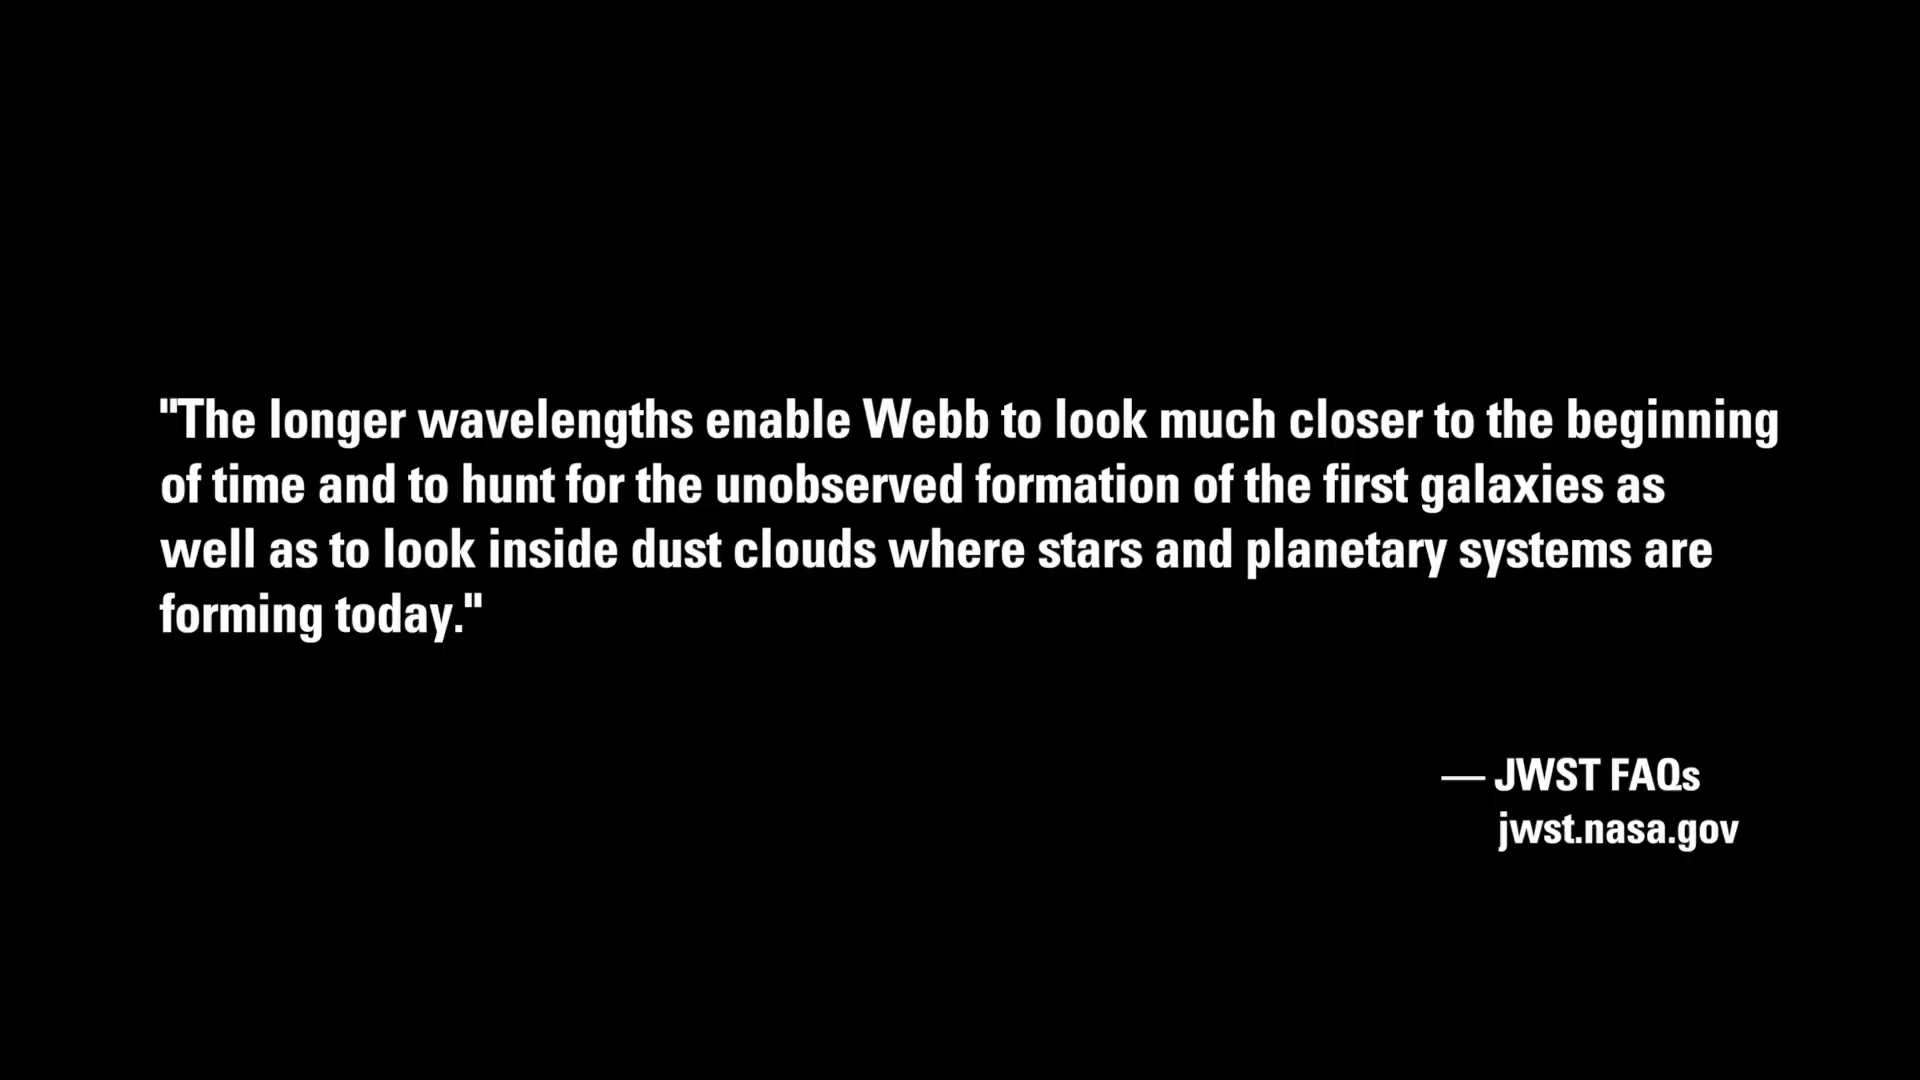 "The longer wavelengths enable Webb to look much closer to the beginning
of time and to hunt for the unobserved formation of the first galaxies as
well as to look inside dust clouds where stars and planetary systems are
forming today."
— JWST FAQs
jwst.nasa.gov